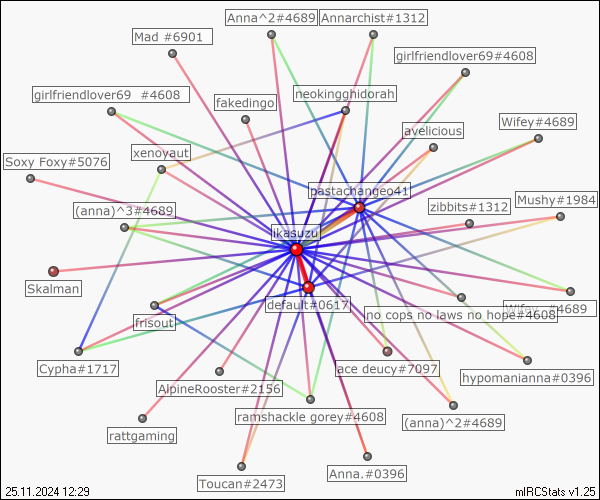 Anna^2#4689
Annarchist#1312
Mad #6901
girlfriendlover69#4608
girlfriendlover69 #4608
neokingghidorah
fakedingo
Wifey#4689
avelicious
xenoyaut
Soxy Foxy#5076
pastachangeo41
Mushy#1984
zibbits#1312
(anna)^3#4689
ikasuzu
Skalman
default#0617
Wifey #4689
no cops no laws no hope#4608
frisout
Cypha#1717
ace deucy#7097
hypomanianna#0396
AlpineRooster#2156
ramshackle gorey#4608
(anna)^2#4689
rattgaming
Anna.#0396
Toucan#2473
25.11.2024 12:29
mIRCStats v1.25